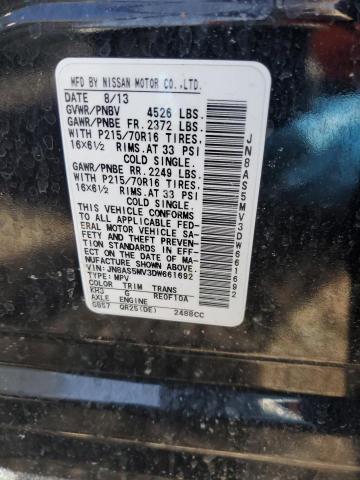 MFD BY NISSAN MOTOR CO.,LTD.
DATE 8/13
GVWR/PNBV 4526 LBS.
GAWR/PNBE FR. 2372 LBS.
WITH P215/70R16 TIRES,
16X6½ RIMS.AT 33 PSI
COLD SINGLE.
GAWR/PNBE RR. 2249 LBS.
WITH P215/70R16 TIRES,
16X6½ RIMS.AT 33 PSI
COLD SINGLE.
THIS VEHICLE CONFORMS
TO ALL APPLICABLE FED-
ERAL MOTOR VEHICLE SA-
FETY AND THEFT PREVEN-
TION STANDARDS IN EFF-
ECT ON THE DATE OF MA-
NUFACTURE SHOWN ABOVE.
VIN:JN8AS5MV3DW661692
TYPE: MPV
COLOR TRIM TRANS
KH3 G RE0F10A
AXLE ENGINE
GB57 QR25(DE) 2488CC
JN8AS5MV3DW661692